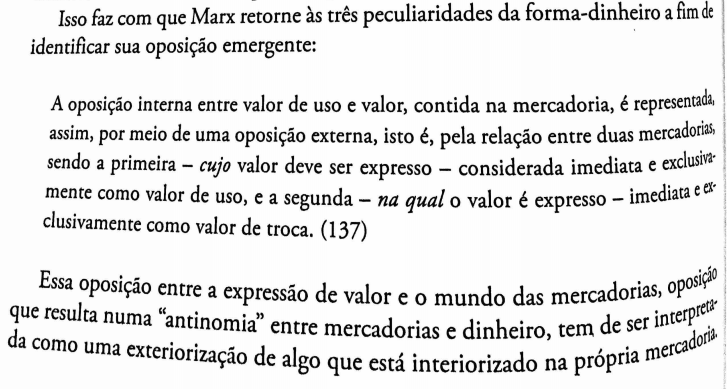 Isso faz com que Marx retorne às três peculiaridades da forma-dinheiro a fim de
identificar sua oposição emergente:
A oposição interna entre valor de uso e valor, contida na mercadoria, é representada,
assim, por meio de uma oposição externa, isto é, pela relação entre duas mercadorias,
sendo a primeira – cujo valor deve ser expresso – considerada imediata e exclusiva-
mente como valor de uso, e a segunda – na qual o valor é expresso – imediata e ex-
clusivamente como valor de troca. (137)
Essa oposição entre a expressão de valor e o mundo das mercadorias, oposição
que resulta numa “antinomia” entre mercadorias e dinheiro, tem de ser interpreta-
da como uma exteriorização de algo que está interiorizado na própria mercadoria.